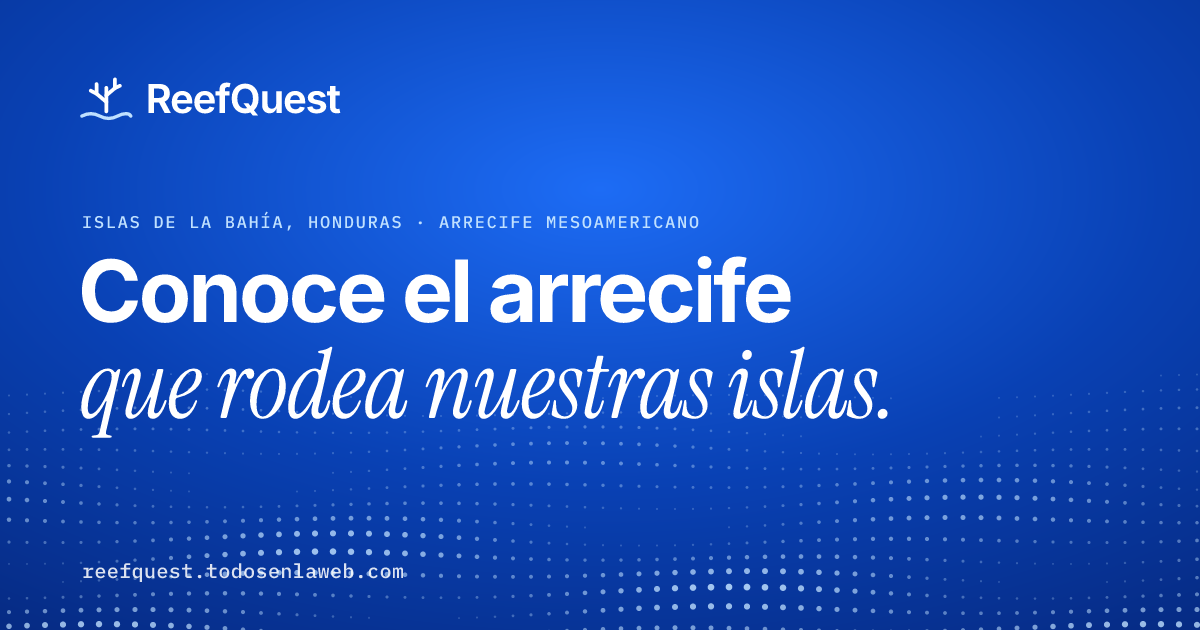 ReefQuest
ISLAS DE LA BAHÍA, HONDURAS · ARRECIFE MESOAMERICANO
Conoce el arrecife
que rodea nuestras islas.
reefquest.todosenlaweb.com